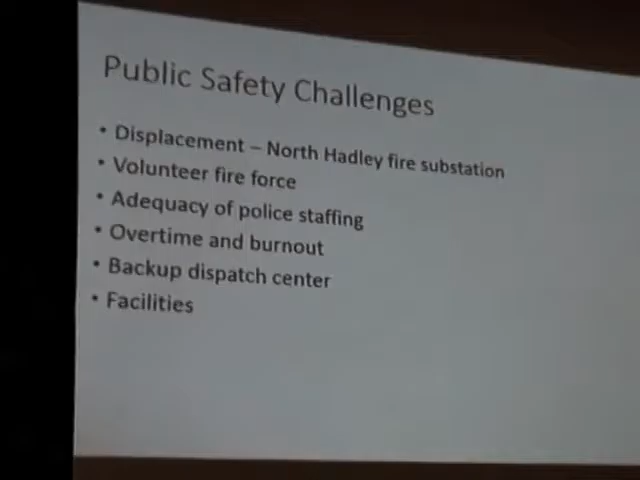 Public Safety Challenges
• Displacement – North Hadley fire substation
• Volunteer fire force
• Adequacy of police staffing
• Overtime and burnout
• Backup dispatch center
• Facilities